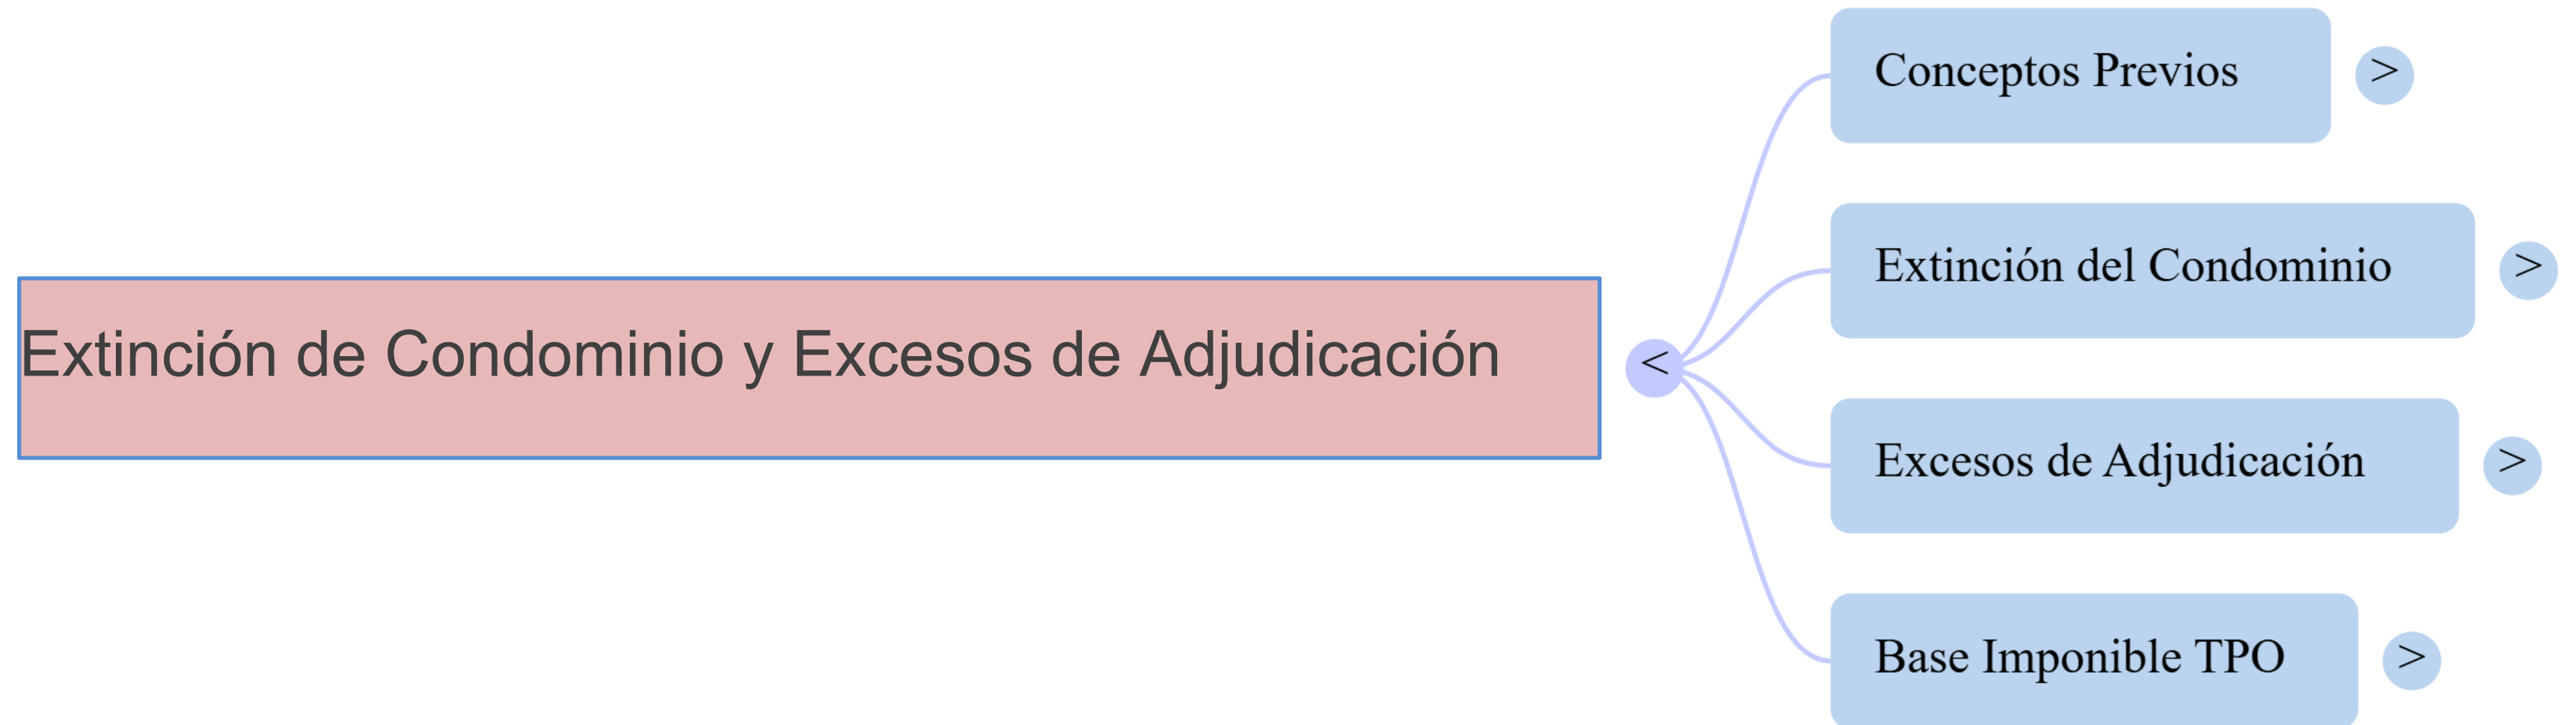 Extinción de Condominio y Excesos de Adjudicación
<
Conceptos Previos
>
Extinción del Condominio
>
Excesos de Adjudicación
>
Base Imponible TPO
>